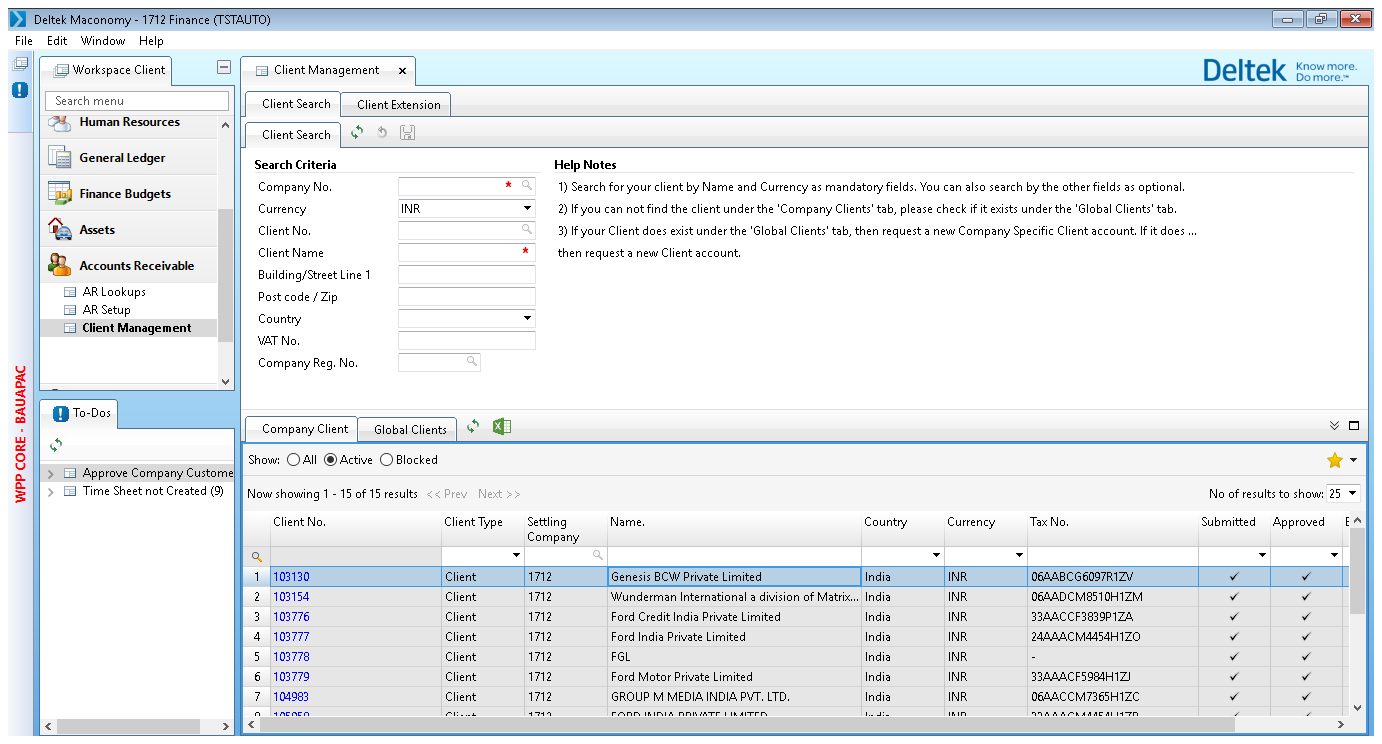 Deltek Maconomy - 1712 Finance (TSTAUTO)
File Edit Window Help
WPP CORE - BAUAPAC
Workspace Client
Search menu
Human Resources
General Ledger
Finance Budgets
Assets
Accounts Receivable
AR Lookups
AR Setup
Client Management
To-Dos
Approve Company Custome
Time Sheet not Created (9)
Client Management x
Deltek Know more.
Do more.™
Client Search Client Extension
Client Search
Search Criteria
Company No. *
Currency INR
Client No.
Client Name *
Building/Street Line 1
Post code / Zip
Country
VAT No.
Company Reg. No.
Help Notes
1) Search for your client by Name and Currency as mandatory fields. You can also search by the other fields as optional.
2) If you can not find the client under the 'Company Clients' tab, please check if it exists under the 'Global Clients' tab.
3) If your Client does exist under the 'Global Clients' tab, then request a new Company Specific Client account. If it does ...
then request a new Client account.
Company Client Global Clients
Show: All Active Blocked
Now showing 1 - 15 of 15 results << Prev Next >> No of results to show: 25
Client No. Client Type Settling Company Name. Country Currency Tax No. Submitted Approved
1 103130 Client 1712 Genesis BCW Private Limited India INR 06AABCG6097R1ZV ✓ ✓
2 103154 Client 1712 Wunderman International a division of Matrix... India INR 06AADCM8510H1ZM ✓ ✓
3 103776 Client 1712 Ford Credit India Private Limited India INR 33AACCF3839P1ZA ✓ ✓
4 103777 Client 1712 Ford India Private Limited India INR 24AAACM4454H1ZO ✓ ✓
5 103778 Client 1712 FGL India INR - ✓ ✓
6 103779 Client 1712 Ford Motor Private Limited India INR 33AAACF5984H1ZJ ✓ ✓
7 104983 Client 1712 GROUP M MEDIA INDIA PVT. LTD. India INR 06AACCM7365H1ZC ✓ ✓